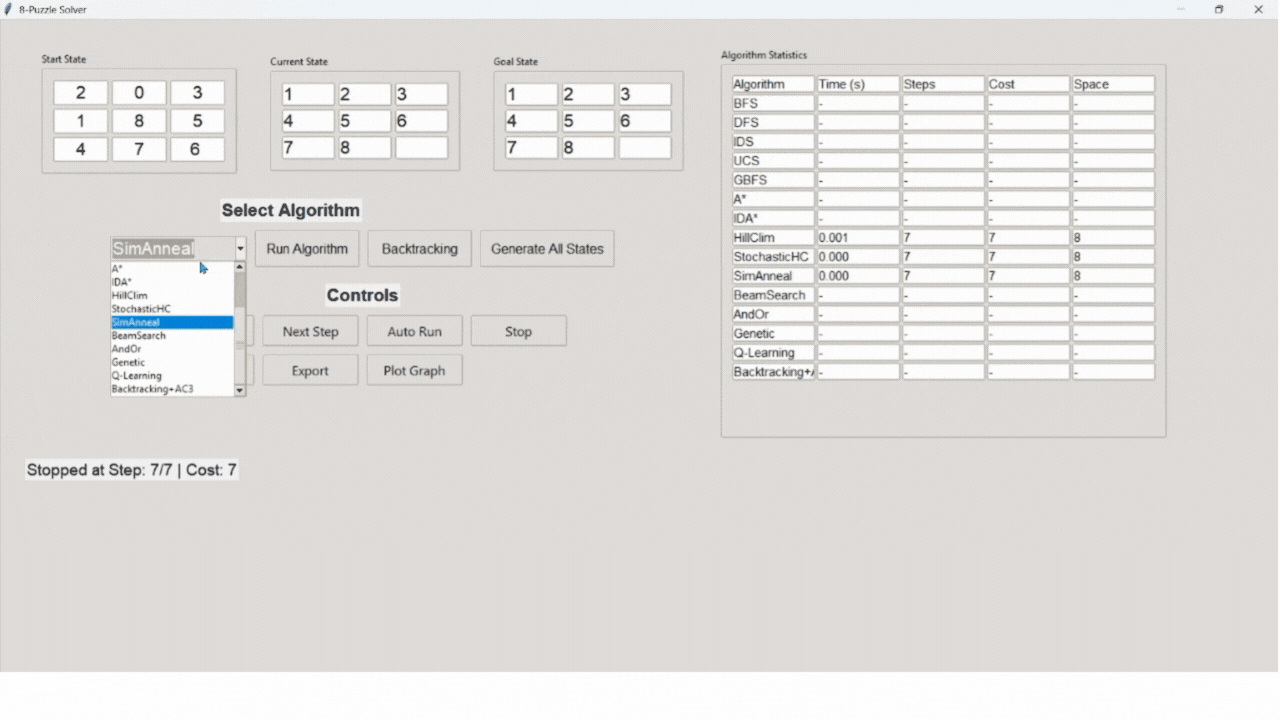 8-Puzzle Solver
Start State
2 0 3
1 8 5
4 7 6
Current State
1 2 3
4 5 6
7 8
Goal State
1 2 3
4 5 6
7 8
Select Algorithm
SimAnneal
Run Algorithm
Backtracking
Generate All States
A*
IDA*
HillClim
StochasticHC
SimAnneal
BeamSearch
AndOr
Genetic
Q-Learning
Backtracking+AC3
Controls
Next Step
Auto Run
Stop
Export
Plot Graph
Stopped at Step: 7/7 | Cost: 7
Algorithm Statistics
Algorithm Time (s) Steps Cost Space
BFS - - - -
DFS - - - -
IDS - - - -
UCS - - - -
GBFS - - - -
A* - - - -
IDA* - - - -
HillClim 0.001 7 7 8
StochasticHC 0.000 7 7 8
SimAnneal 0.000 7 7 8
BeamSearch - - - -
AndOr - - - -
Genetic - - - -
Q-Learning - - - -
Backtracking+ - - - -